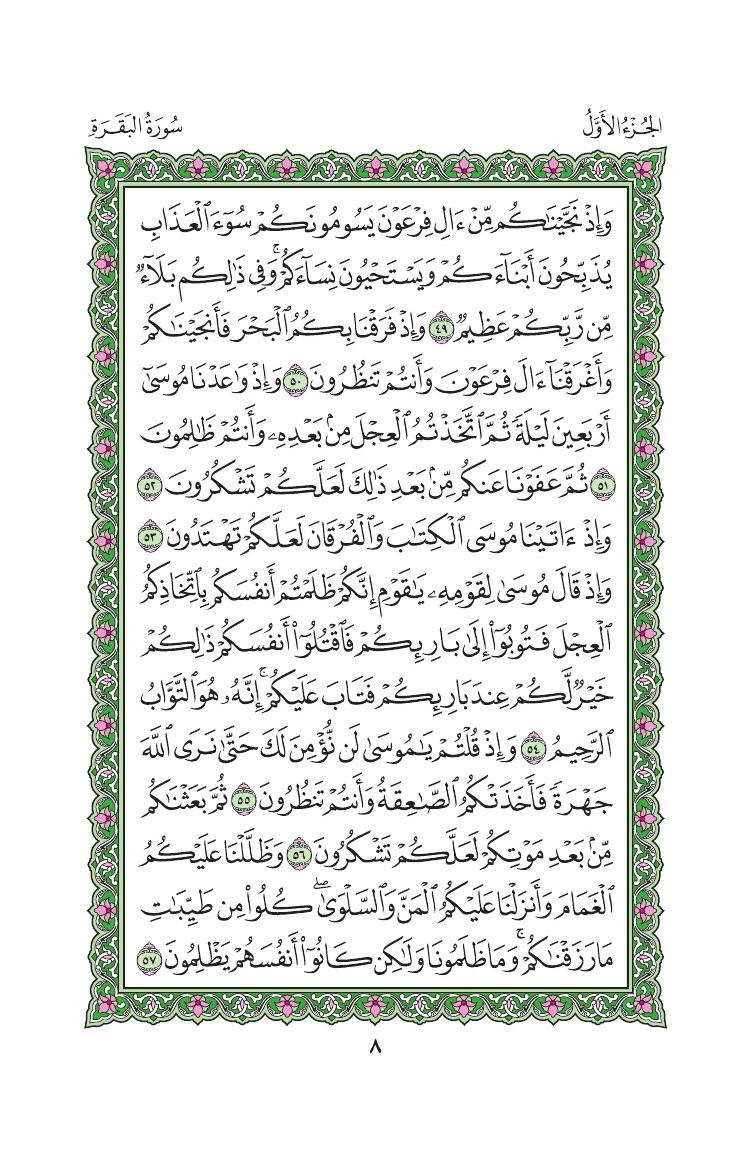 الجُزْءُ الأَوَّلُ
سُورَةُ البَقَرَةِ
وَإِذْ نَجَّيْنَٰكُم مِّنْ ءَالِ فِرْعَوْنَ يَسُومُونَكُمْ سُوٓءَ ٱلْعَذَابِ
يُذَبِّحُونَ أَبْنَآءَكُمْ وَيَسْتَحْيُونَ نِسَآءَكُمْ ۚ وَفِى ذَٰلِكُم بَلَآءٌ
مِّن رَّبِّكُمْ عَظِيمٌ ٤٩ وَإِذْ فَرَقْنَا بِكُمُ ٱلْبَحْرَ فَأَنجَيْنَٰكُمْ
وَأَغْرَقْنَآ ءَالَ فِرْعَوْنَ وَأَنتُمْ تَنظُرُونَ ٥٠ وَإِذْ وَٰعَدْنَا مُوسَىٰٓ
أَرْبَعِينَ لَيْلَةً ثُمَّ ٱتَّخَذْتُمُ ٱلْعِجْلَ مِنۢ بَعْدِهِۦ وَأَنتُمْ ظَٰلِمُونَ
٥١ ثُمَّ عَفَوْنَا عَنكُم مِّنۢ بَعْدِ ذَٰلِكَ لَعَلَّكُمْ تَشْكُرُونَ ٥٢
وَإِذْ ءَاتَيْنَا مُوسَى ٱلْكِتَٰبَ وَٱلْفُرْقَانَ لَعَلَّكُمْ تَهْتَدُونَ ٥٣
وَإِذْ قَالَ مُوسَىٰ لِقَوْمِهِۦ يَٰقَوْمِ إِنَّكُمْ ظَلَمْتُمْ أَنفُسَكُم بِٱتِّخَاذِكُمُ
ٱلْعِجْلَ فَتُوبُوٓا۟ إِلَىٰ بَارِئِكُمْ فَٱقْتُلُوٓا۟ أَنفُسَكُمْ ذَٰلِكُمْ
خَيْرٌ لَّكُمْ عِندَ بَارِئِكُمْ فَتَابَ عَلَيْكُمْ ۚ إِنَّهُۥ هُوَ ٱلتَّوَّابُ
ٱلرَّحِيمُ ٥٤ وَإِذْ قُلْتُمْ يَٰمُوسَىٰ لَن نُّؤْمِنَ لَكَ حَتَّىٰ نَرَى ٱللَّهَ
جَهْرَةً فَأَخَذَتْكُمُ ٱلصَّٰعِقَةُ وَأَنتُمْ تَنظُرُونَ ٥٥ ثُمَّ بَعَثْنَٰكُم
مِّنۢ بَعْدِ مَوْتِكُمْ لَعَلَّكُمْ تَشْكُرُونَ ٥٦ وَظَلَّلْنَا عَلَيْكُمُ
ٱلْغَمَامَ وَأَنزَلْنَا عَلَيْكُمُ ٱلْمَنَّ وَٱلسَّلْوَىٰ ۖ كُلُوا۟ مِن طَيِّبَٰتِ
مَا رَزَقْنَٰكُمْ ۚ وَمَا ظَلَمُونَا وَلَٰكِن كَانُوٓا۟ أَنفُسَهُمْ يَظْلِمُونَ ٥٧
٨